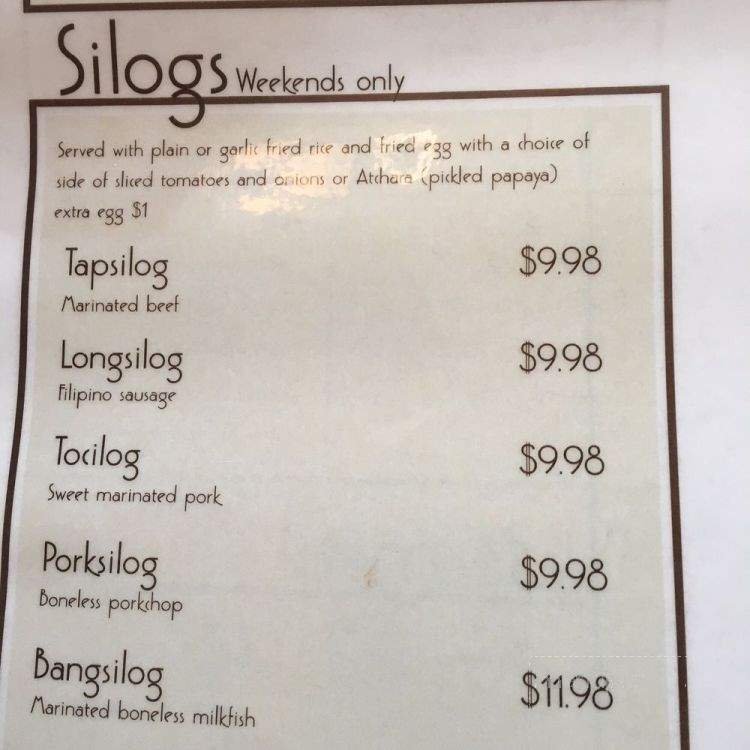 Silogs Weekends only
Served with plain or garlic fried rice and fried egg with a choice of
side of sliced tomatoes and onions or Atchara (pickled papaya)
extra egg $1
Tapsilog $9.98
Marinated beef
Longsilog $9.98
Filipino sausage
Tocilog $9.98
Sweet marinated pork
Porksilog $9.98
Boneless porkchop
Bangsilog $11.98
Marinated boneless milkfish